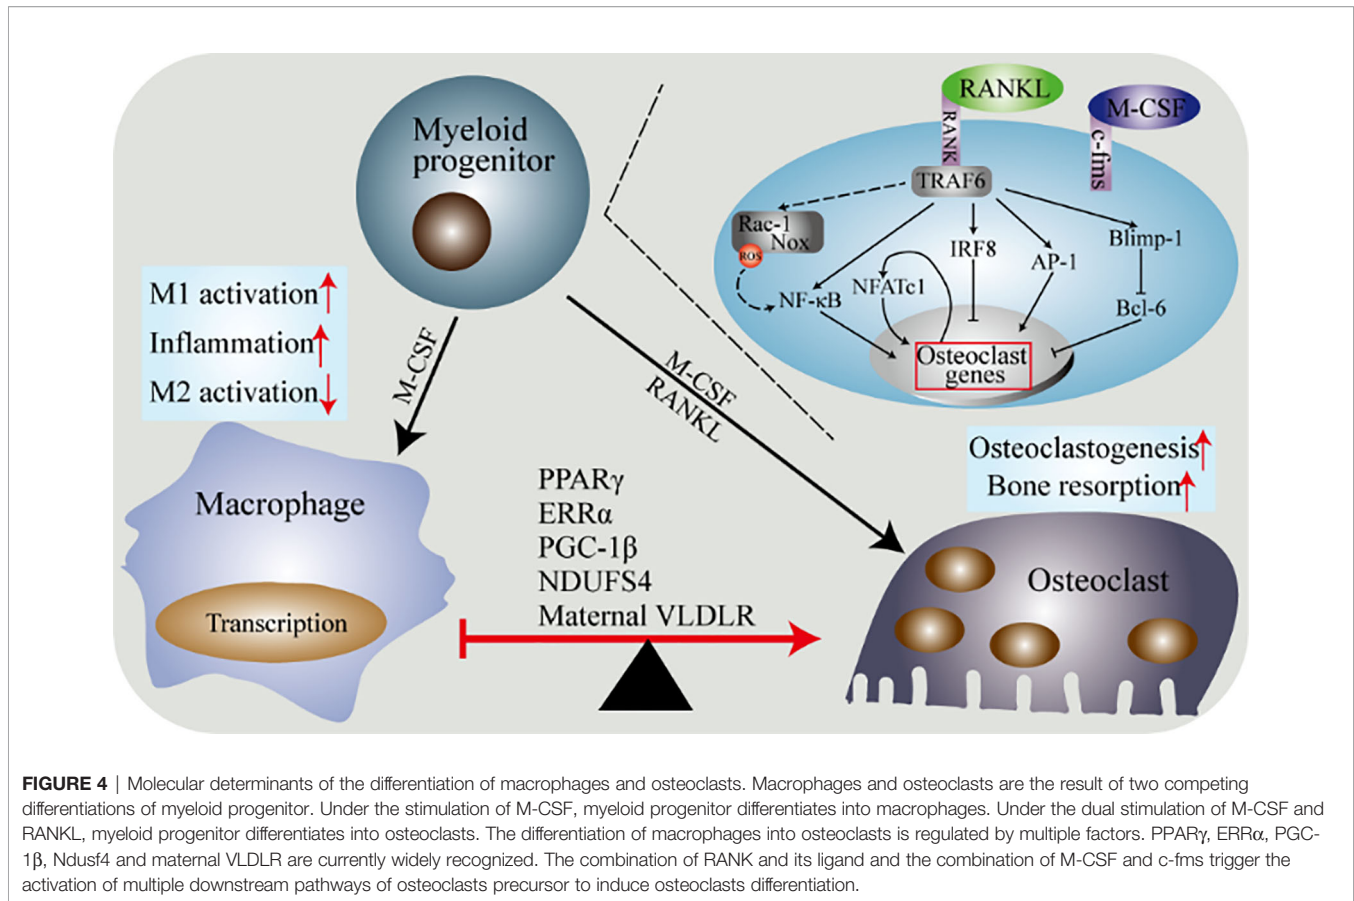 Myeloid
progenitor
RANKL
RANK
M-CSF
c-fms
TRAF6
Rac-1
Nox
ROS
IRF8
AP-1
Blimp-1
NF-κB
NFATc1
Bcl-6
Osteoclast
genes
M1 activation
Inflammation
M2 activation
M-CSF
M-CSF
RANKL
Osteoclastogenesis
Bone resorption
Macrophage
Transcription
PPARγ
ERRα
PGC-1β
NDUFS4
Maternal VLDLR
Osteoclast
FIGURE 4 | Molecular determinants of the differentiation of macrophages and osteoclasts. Macrophages and osteoclasts are the result of two competing
differentiations of myeloid progenitor. Under the stimulation of M-CSF, myeloid progenitor differentiates into macrophages. Under the dual stimulation of M-CSF and
RANKL, myeloid progenitor differentiates into osteoclasts. The differentiation of macrophages into osteoclasts is regulated by multiple factors. PPARγ, ERRα, PGC-
1β, Ndusf4 and maternal VLDLR are currently widely recognized. The combination of RANK and its ligand and the combination of M-CSF and c-fms trigger the
activation of multiple downstream pathways of osteoclasts precursor to induce osteoclasts differentiation.